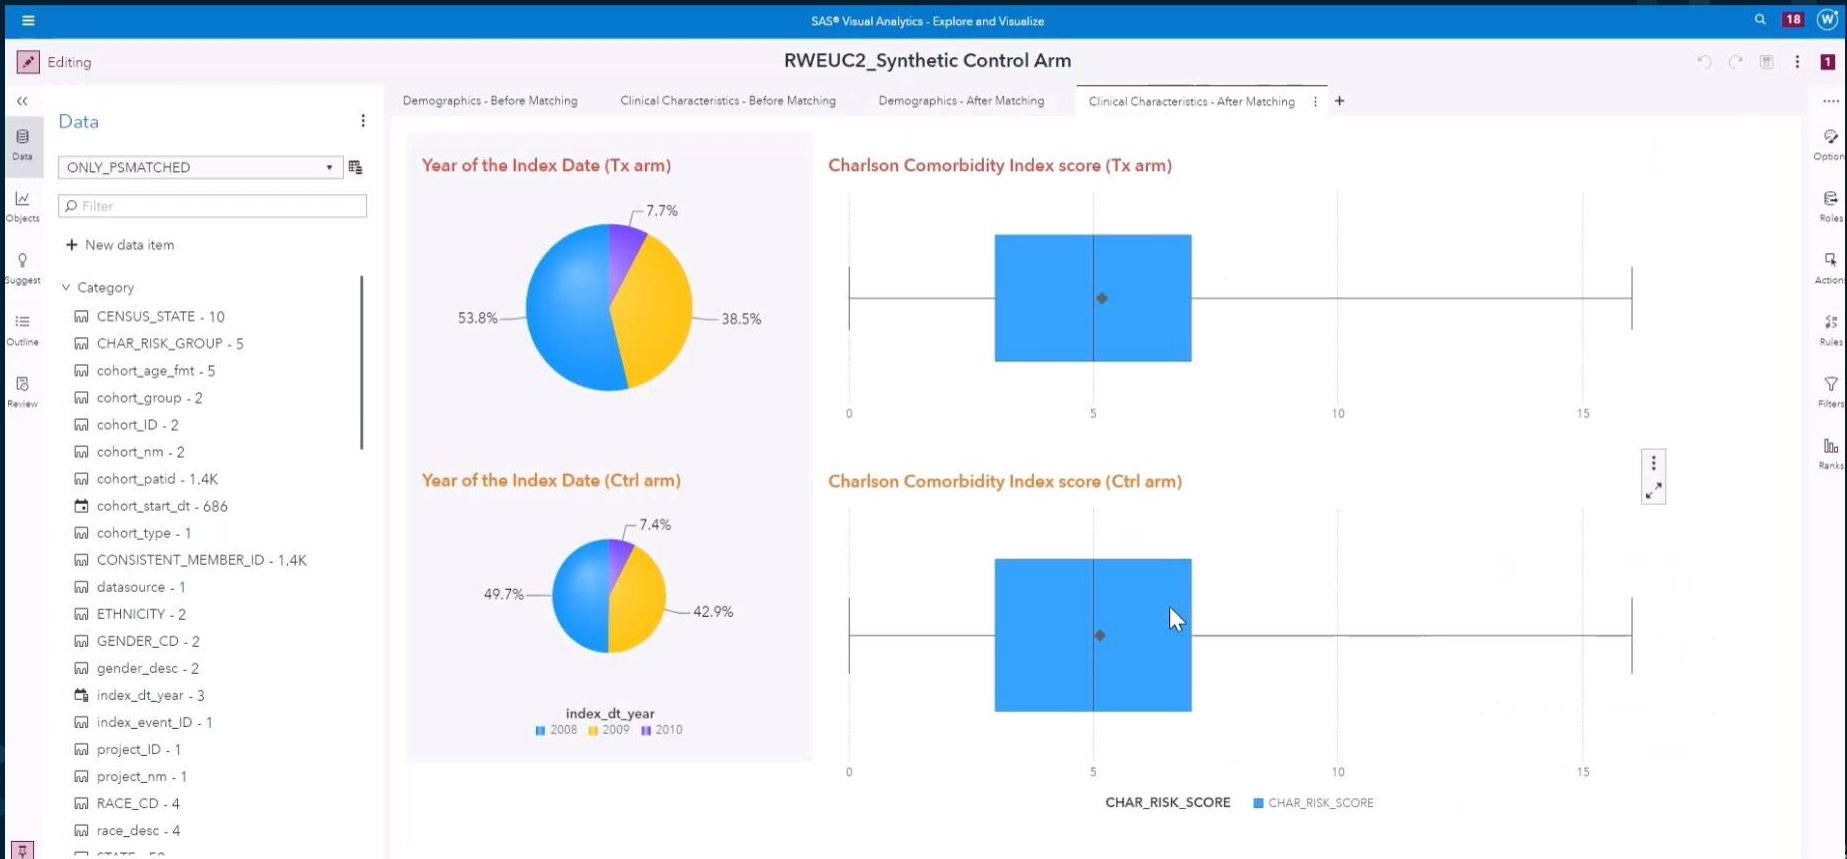 SAS® Visual Analytics - Explore and Visualize
18
W
Editing
RWEUC2_Synthetic Control Arm
1
Demographics - Before Matching
Clinical Characteristics - Before Matching
Demographics - After Matching
Clinical Characteristics - After Matching
Data
Objects
Suggest
Outline
Review
Data
ONLY_PSMATCHED
Filter
New data item
Category
CENSUS_STATE - 10
CHAR_RISK_GROUP - 5
cohort_age_fmt - 5
cohort_group - 2
cohort_ID - 2
cohort_nm - 2
cohort_patid - 1.4K
cohort_start_dt - 686
cohort_type - 1
CONSISTENT_MEMBER_ID - 1.4K
datasource - 1
ETHNICITY - 2
GENDER_CD - 2
gender_desc - 2
index_dt_year - 3
index_event_ID - 1
project_ID - 1
project_nm - 1
RACE_CD - 4
race_desc - 4
Year of the Index Date (Tx arm)
7.7%
53.8%
38.5%
Year of the Index Date (Ctrl arm)
7.4%
49.7%
42.9%
index_dt_year
2008 2009 2010
Charlson Comorbidity Index score (Tx arm)
0 5 10 15
Charlson Comorbidity Index score (Ctrl arm)
0 5 10 15
CHAR_RISK_SCORE CHAR_RISK_SCORE
Option
Roles
Action
Rules
Filters
Ranks